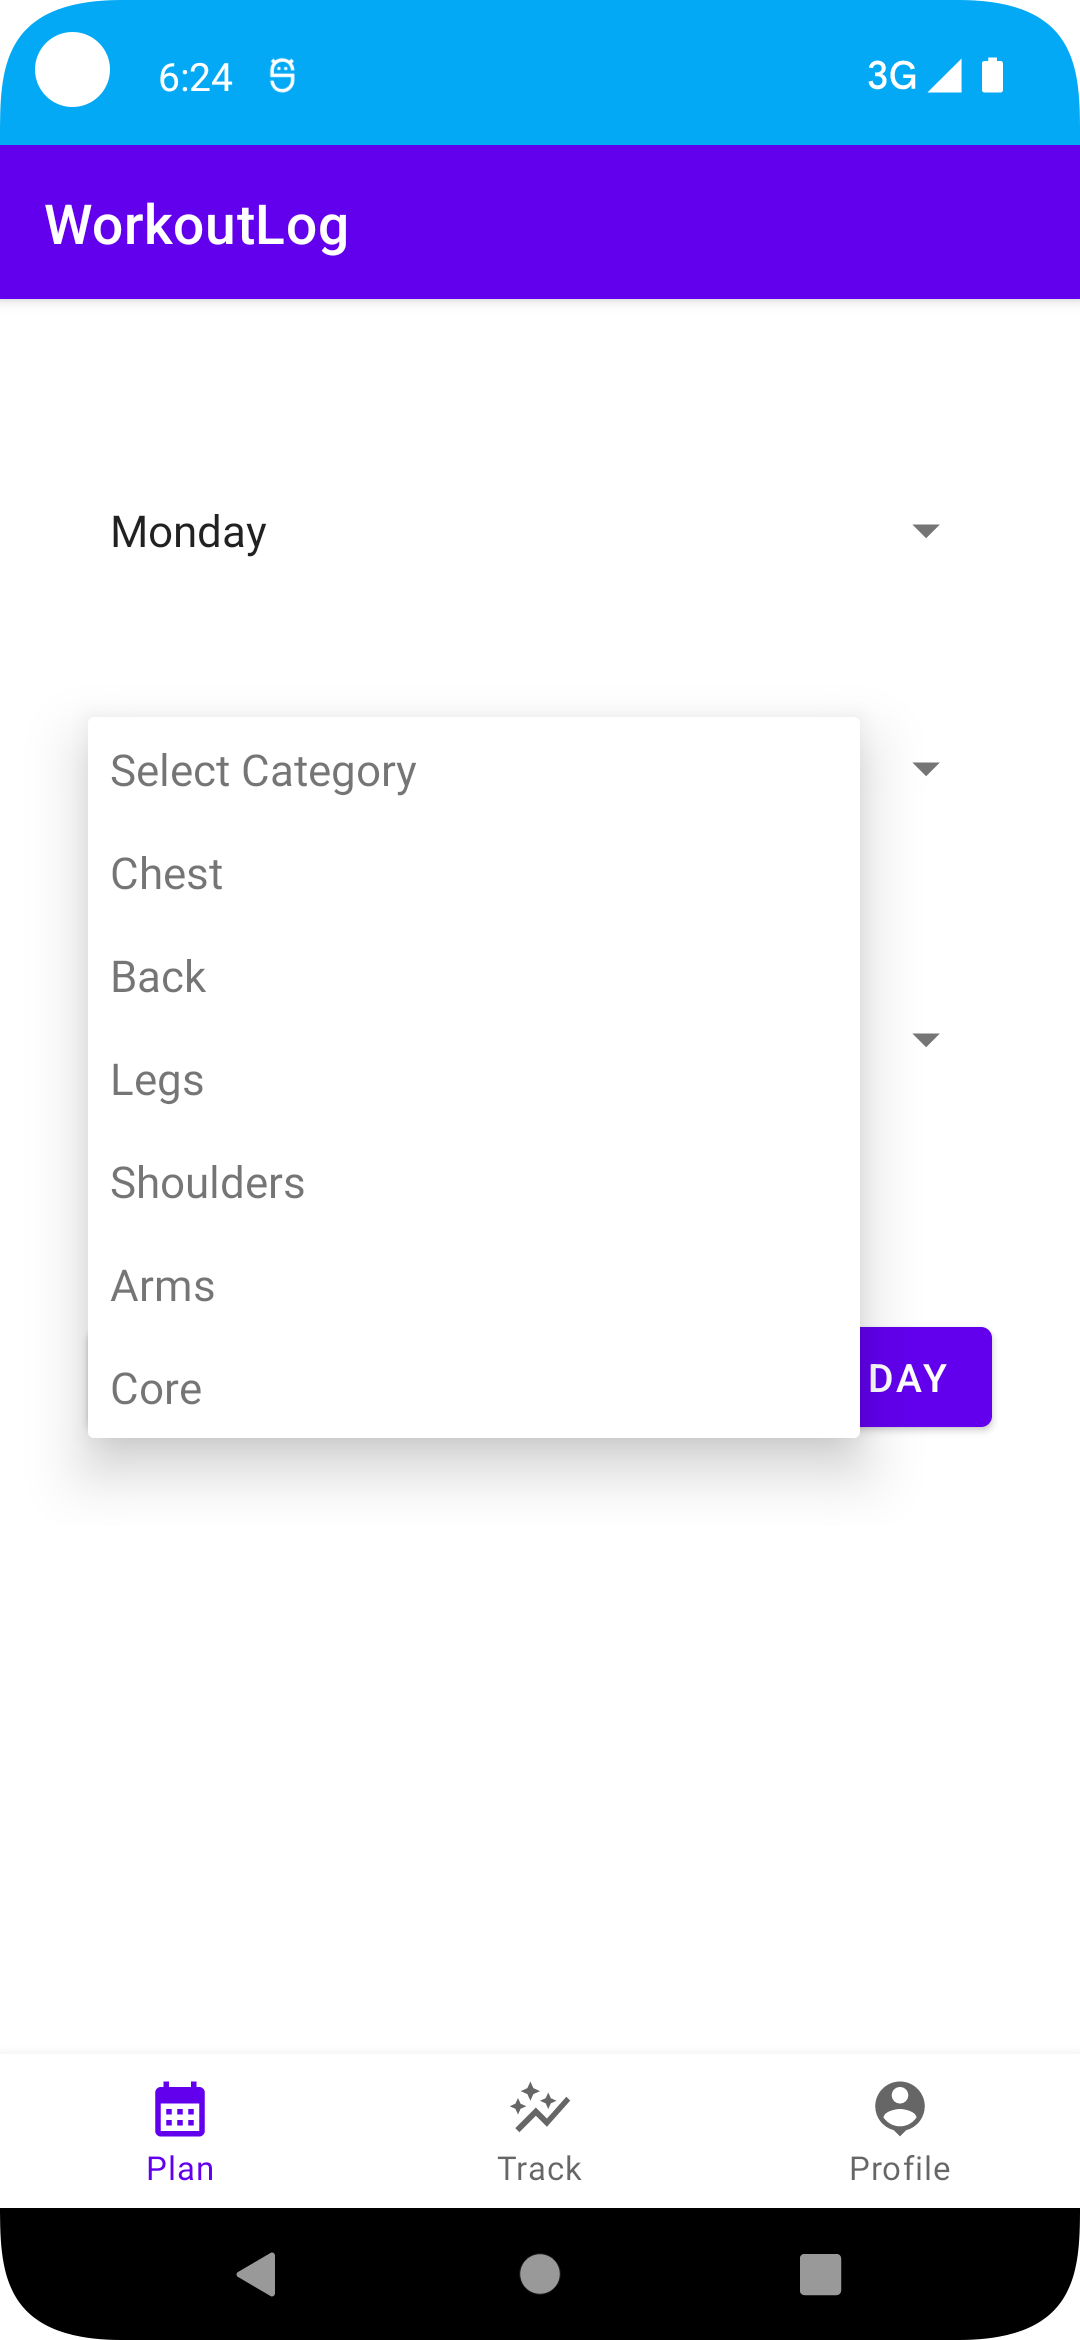 6:24
3G
WorkoutLog
Monday
Select Category
Chest
Back
Legs
Shoulders
Arms
DAY
Core
Plan
Track
Profile